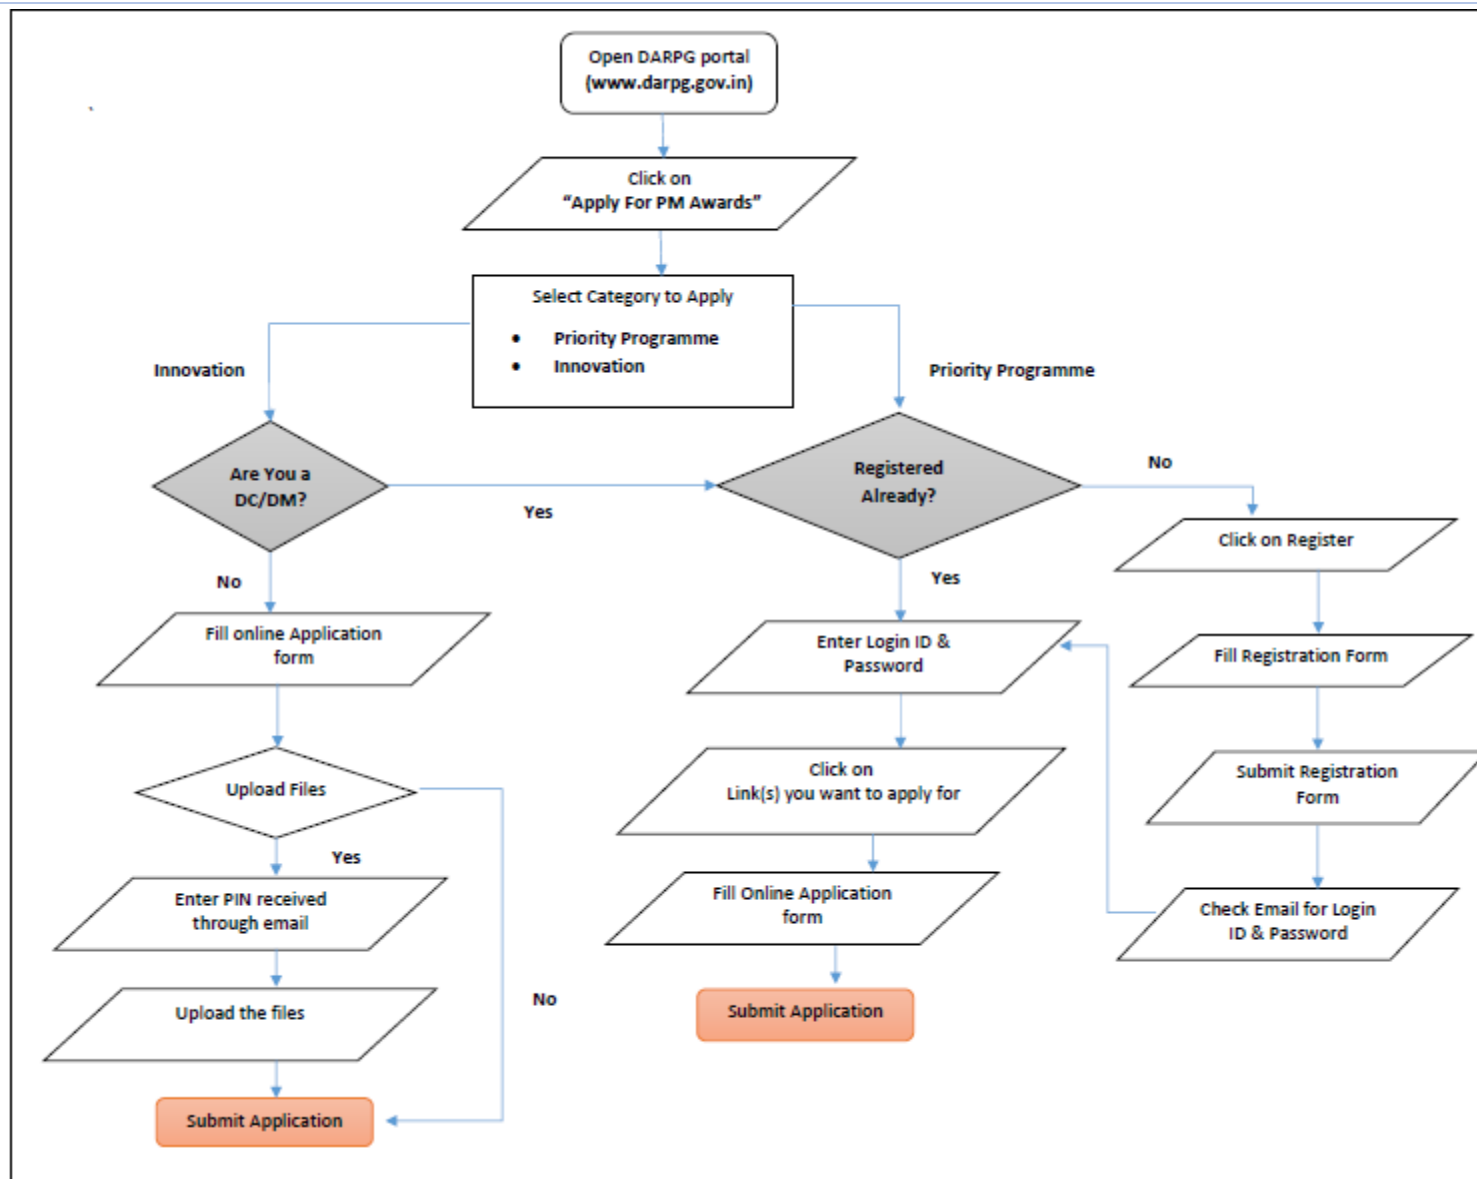 Open DARPG portal
(www.darpg.gov.in)
Click on
“Apply For PM Awards”
Select Category to Apply
• Priority Programme
• Innovation
Innovation
Priority Programme
Are You a
DC/DM?
Yes
Registered
Already?
No
Click on Register
No
Yes
Fill online Application
form
Enter Login ID &
Password
Fill Registration Form
Upload Files
Click on
Link(s) you want to apply for
Submit Registration
Form
Yes
Enter PIN received
through email
Fill Online Application
form
Check Email for Login
ID & Password
Upload the files
No
Submit Application
Submit Application